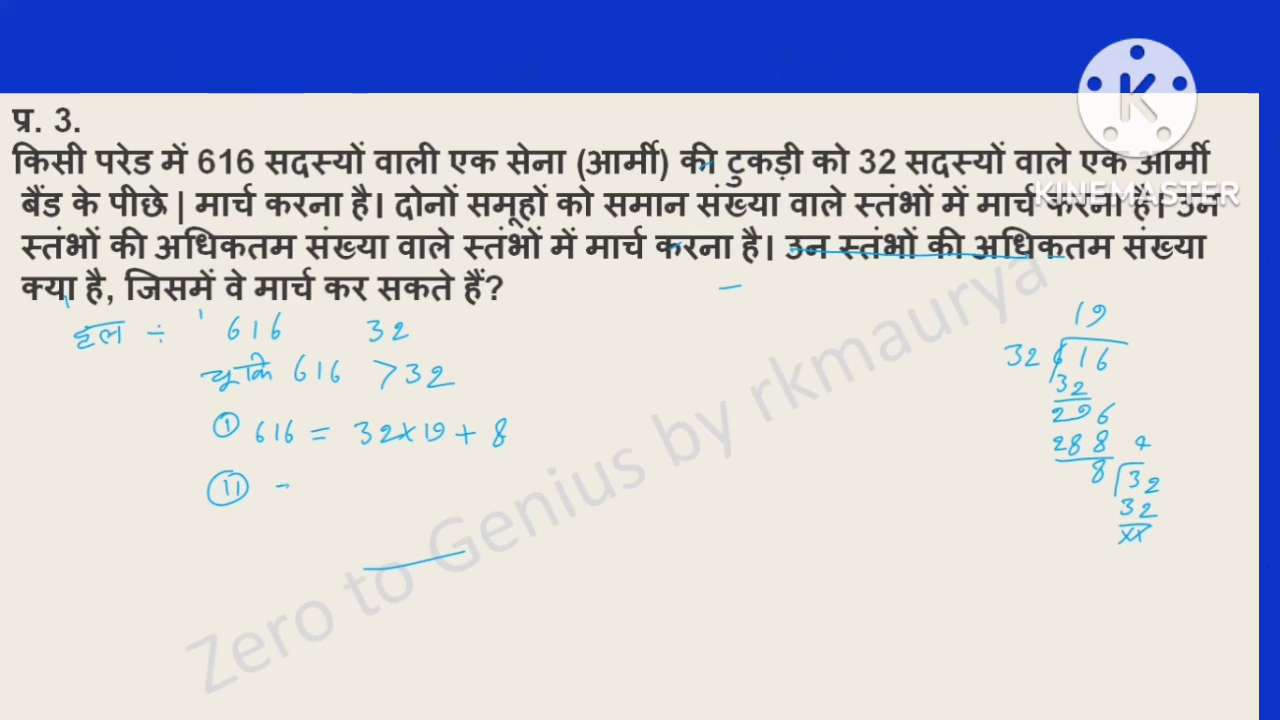 प्र. 3.
किसी परेड में 616 सदस्यों वाली एक सेना (आर्मी) की टुकड़ी को 32 सदस्यों वाले एक आर्मी
बैंड के पीछे | मार्च करना है। दोनों समूहों को समान संख्या वाले स्तंभों में मार्च करना है। उन
स्तंभों की अधिकतम संख्या वाले स्तंभों में मार्च करना है। उन स्तंभों की अधिकतम संख्या
क्या है, जिसमें वे मार्च कर सकते हैं?
KINEMASTER
हल ÷ 616 32
चूकि 616 > 32
① 616 = 32×19 + 8
ⅱ -
19
32 616
32
296
288
8 32
32
xx
Zero to Genius by rkmaurya